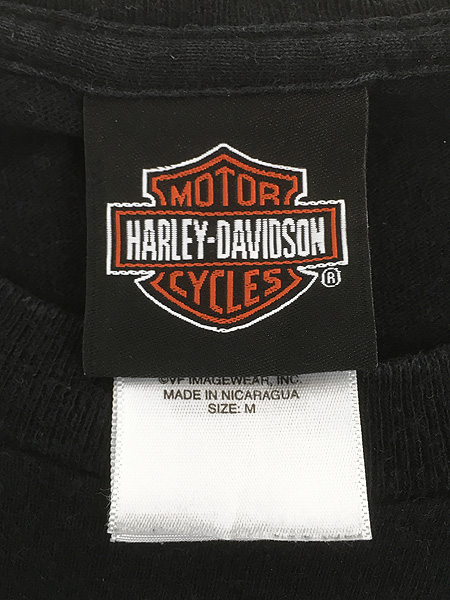 MOTOR
HARLEY-DAVIDSON
CYCLES
®
©VF IMAGEWEAR, INC.
MADE IN NICARAGUA
SIZE: M